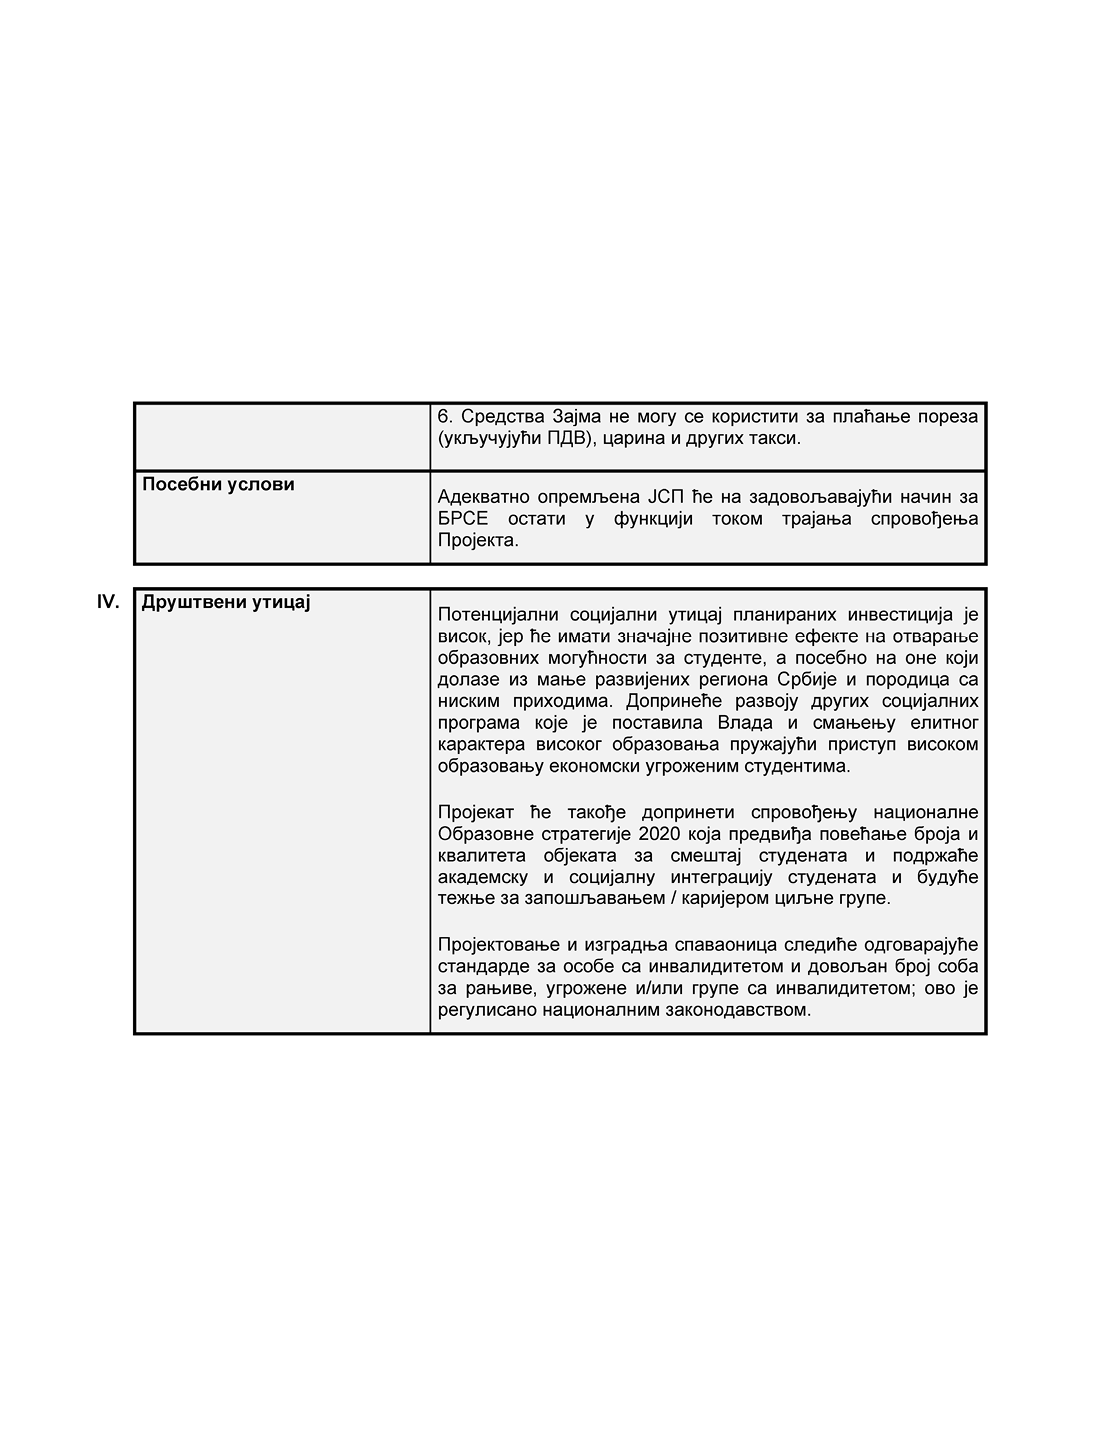 6. Средства Зајма не могу се користити за плаћање пореза
(укључујући ПДВ), царина и других такси.
Посебни услови
Адекватно опремљена ЈСП ће на задовољавајући начин за
БРСЕ остати у функцији током трајања спровођења
Пројекта.
IV. Друштвени утицај
Потенцијални социјални утицај планираних инвестиција је
висок, јер ће имати значајне позитивне ефекте на отварање
образовних могућности за студенте, а посебно на оне који
долазе из мање развијених региона Србије и породица са
ниским приходима. Допринеће развоју других социјалних
програма које је поставила Влада и смањењу елитног
карактера високог образовања пружајући приступ високом
образовању економски угроженим студентима.
Пројекат ће такође допринети спровођењу националне
Образовне стратегије 2020 која предвиђа повећање броја и
квалитета објеката за смештај студената и подржаће
академску и социјалну интеграцију студената и будуће
тежње за запошљавањем / каријером циљне групе.
Пројектовање и изградња спаваоница следиће одговарајуће
стандарде за особе са инвалидитетом и довољан број соба
за рањиве, угрожене и/или групе са инвалидитетом; ово је
регулисано националним законодавством.